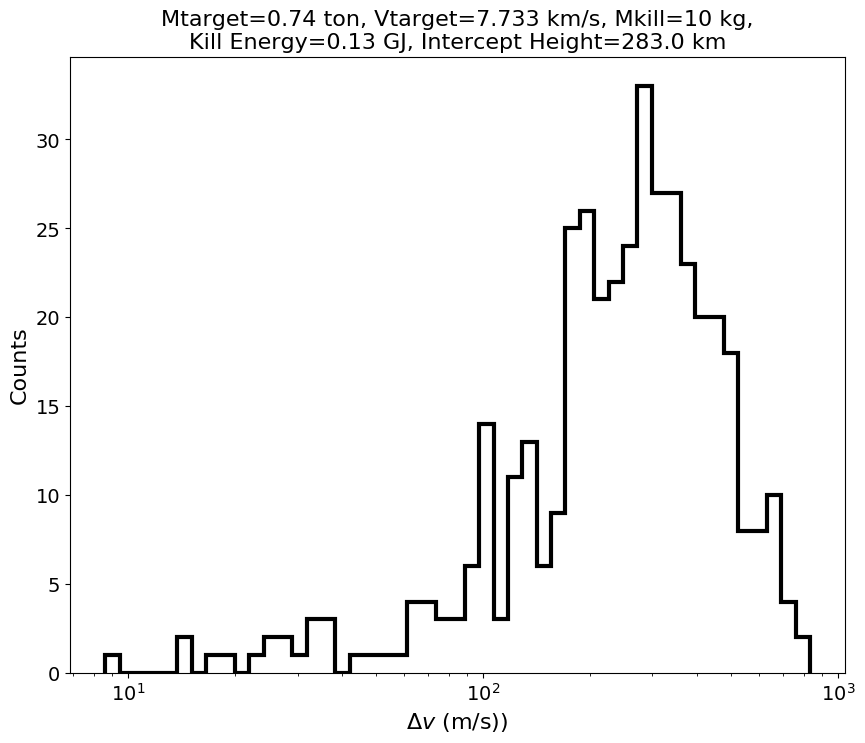 Mtarget=0.74 ton, Vtarget=7.733 km/s, Mkill=10 kg,
Kill Energy=0.13 GJ, Intercept Height=283.0 km
30
25
20
15
10
5
0
Counts
10¹ 10² 10³
Δv (m/s))